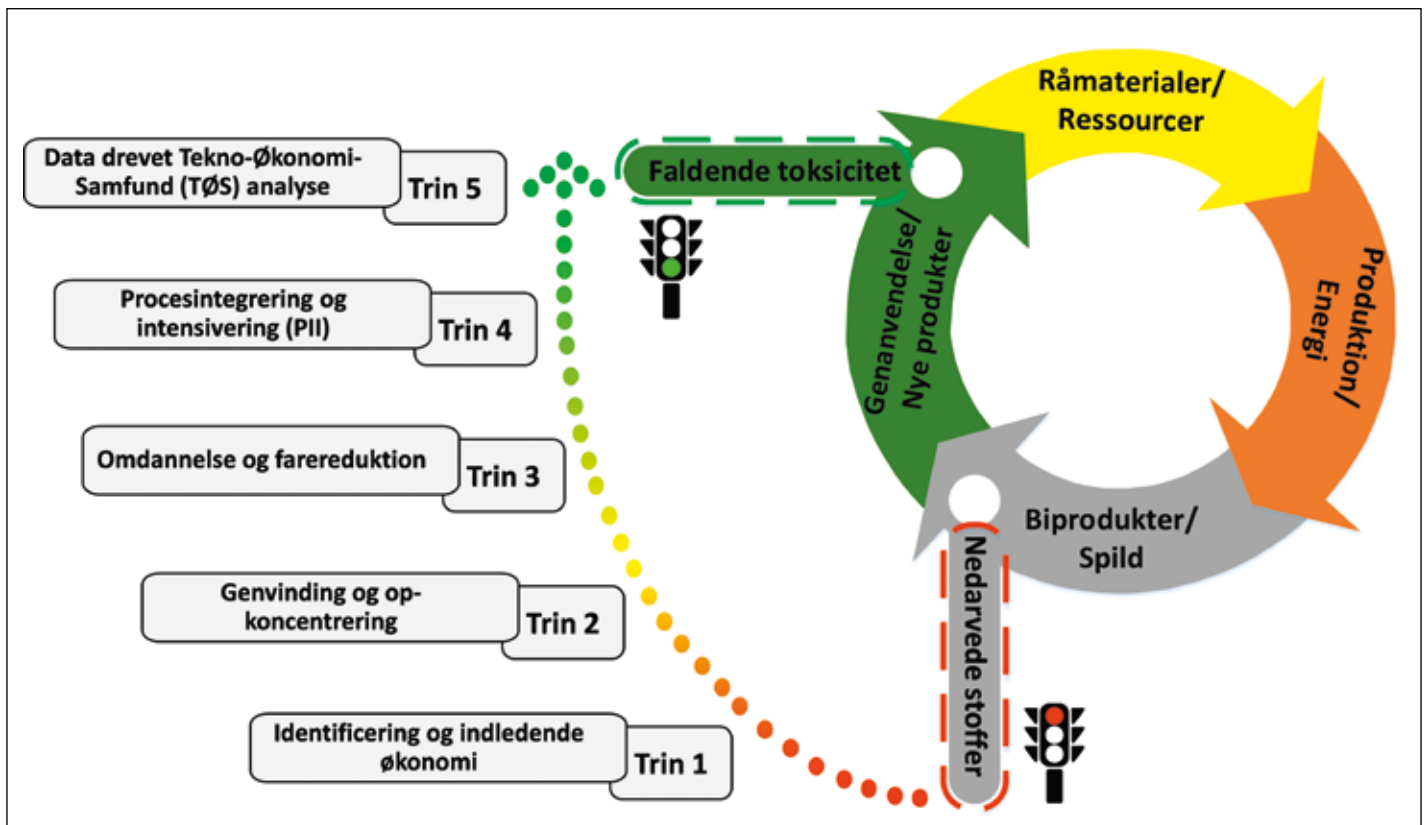 Data drevet Tekno-Økonomi-
Samfund (TØS) analyse
Trin 5
Procesintegrering og
intensivering (PII)
Trin 4
Omdannelse og farereduktion
Trin 3
Genvinding og op-
koncentrering
Trin 2
Identificering og indledende
økonomi
Trin 1
Faldende toksicitet
Nedarvede stoffer
Råmaterialer/
Ressourcer
Produktion/
Energi
Biprodukter/
Spild
Genanvendelse/
Nye produkter